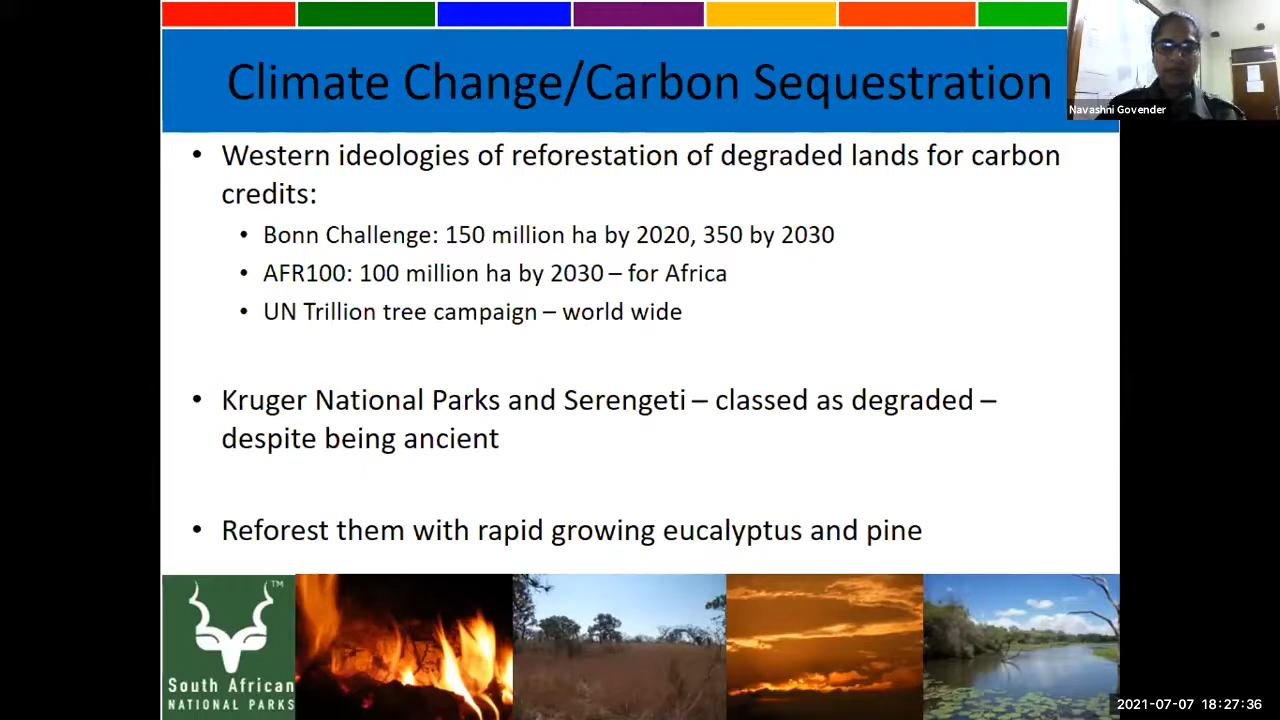 Climate Change/Carbon Sequestration
Navashni Govender
• Western ideologies of reforestation of degraded lands for carbon
credits:
• Bonn Challenge: 150 million ha by 2020, 350 by 2030
• AFR100: 100 million ha by 2030 – for Africa
• UN Trillion tree campaign – world wide
• Kruger National Parks and Serengeti – classed as degraded –
despite being ancient
• Reforest them with rapid growing eucalyptus and pine
TM
South African
NATIONAL PARKS
2021-07-07 18:27:36